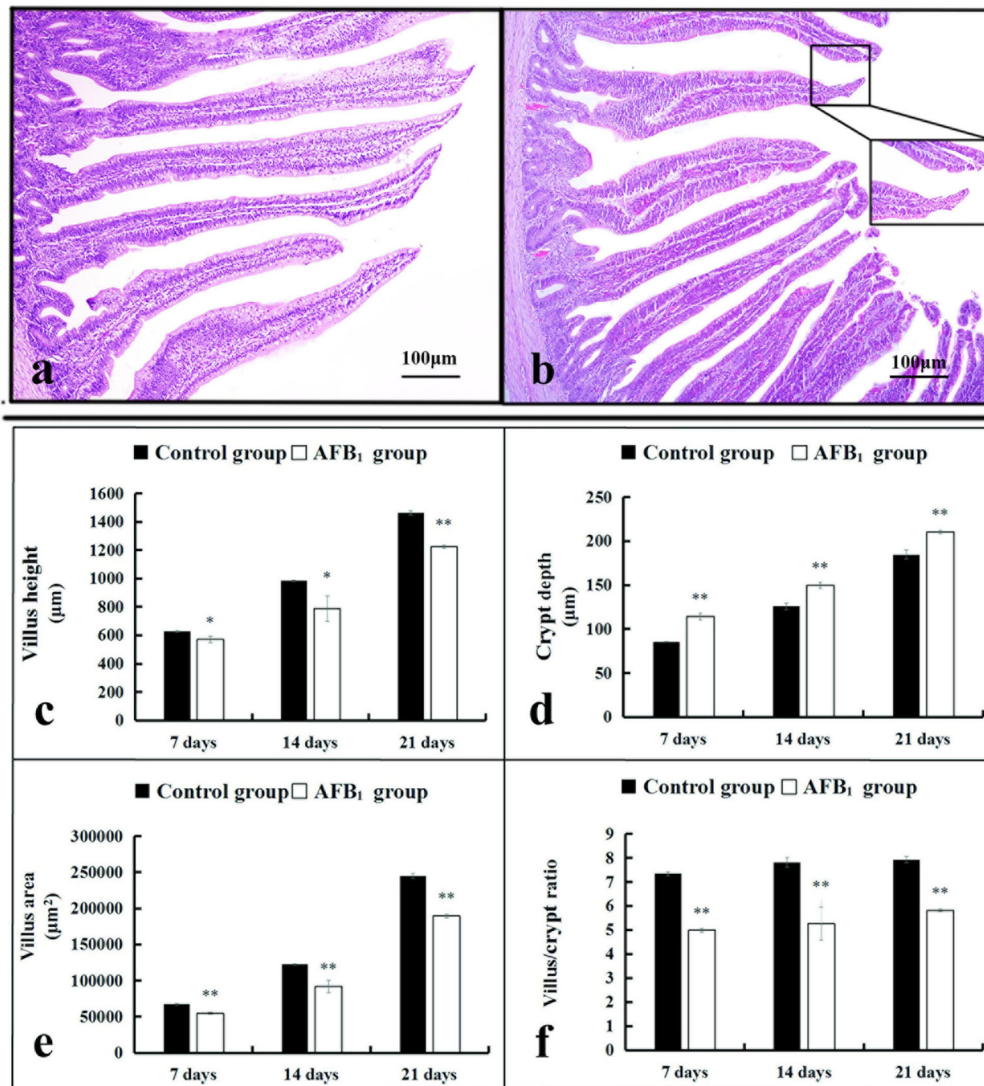 a
100μm
b
100μm
■ Control group □ AFB₁ group
Villus height
(μm)
1600
1400
1200
1000
800
600
400
200
0
*
*
**
7 days
14 days
21 days
c
■ Control group □ AFB₁ group
Crypt depth
(μm)
250
200
150
100
50
0
**
**
**
7 days
14 days
21 days
d
■ Control group □ AFB₁ group
Villus area
(μm²)
300000
250000
200000
150000
100000
50000
0
**
**
**
7 days
14 days
21 days
e
■ Control group □ AFB₁ group
Villus/crypt ratio
9
8
7
6
5
4
3
2
1
0
**
**
**
7 days
14 days
21 days
f